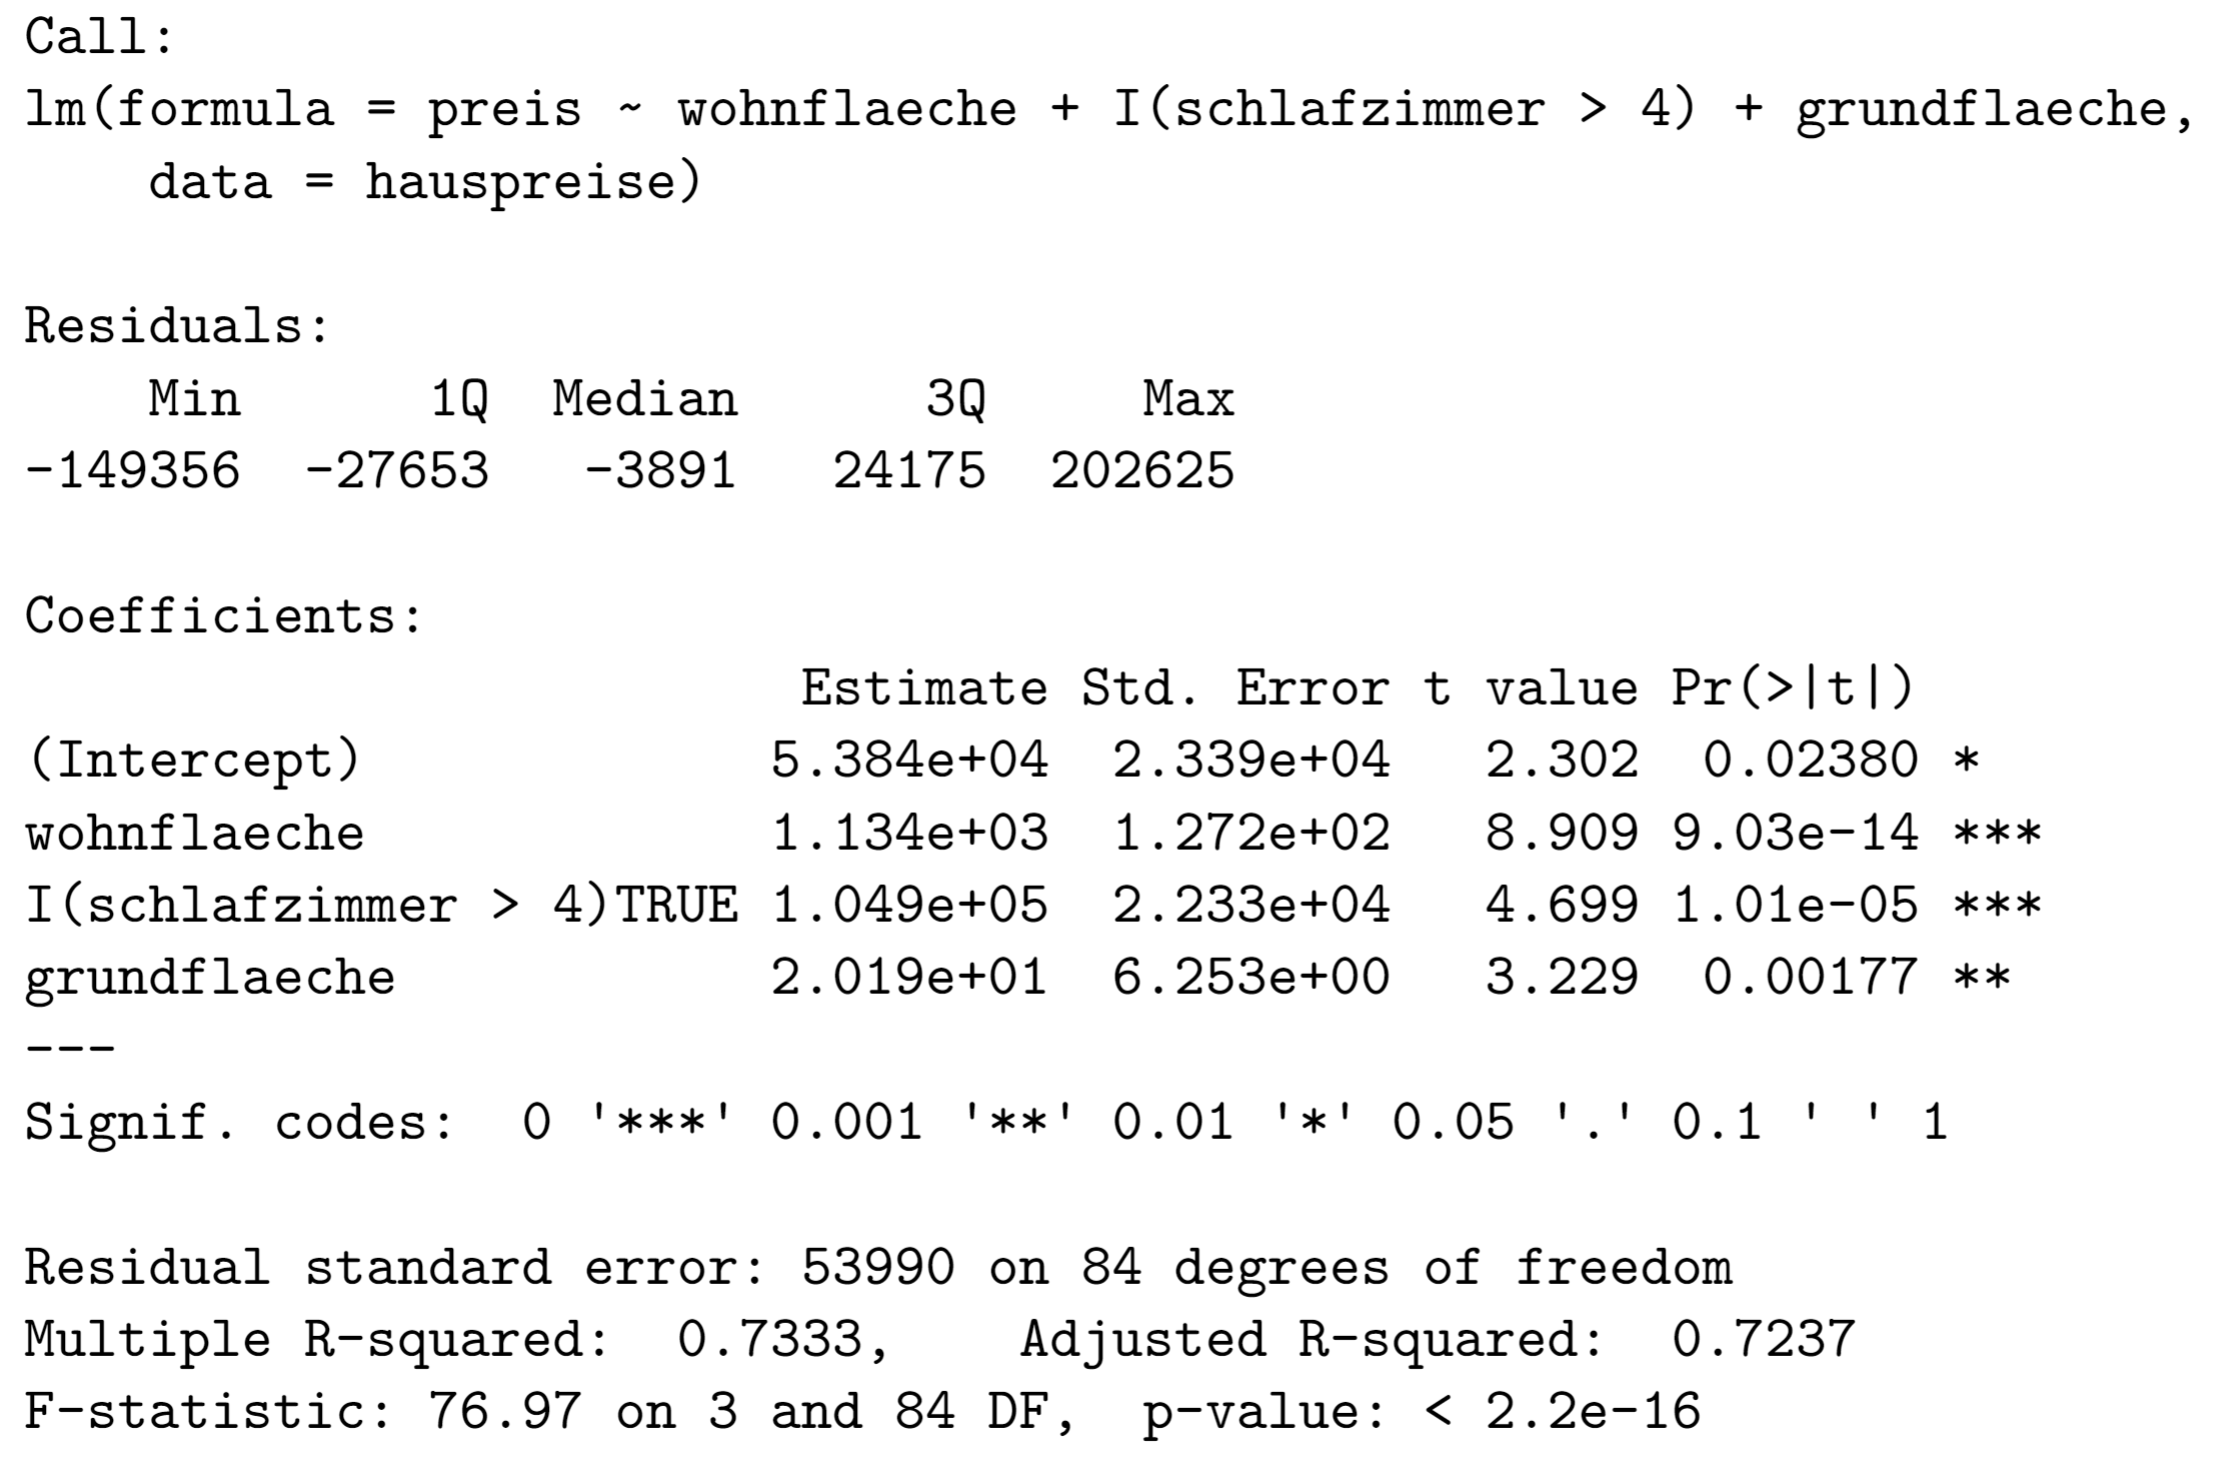 Call:
lm(formula = preis ~ wohnflaeche + I(schlafzimmer > 4) + grundflaeche,
    data = hauspreise)

Residuals:
    Min      1Q  Median      3Q     Max
-149356  -27653   -3891   24175  202625

Coefficients:
                        Estimate Std. Error t value Pr(>|t|)
(Intercept)            5.384e+04  2.339e+04   2.302  0.02380 *
wohnflaeche            1.134e+03  1.272e+02   8.909 9.03e-14 ***
I(schlafzimmer > 4)TRUE 1.049e+05  2.233e+04   4.699 1.01e-05 ***
grundflaeche           2.019e+01  6.253e+00   3.229  0.00177 **
---
Signif. codes:  0 '***' 0.001 '**' 0.01 '*' 0.05 '.' 0.1 ' ' 1

Residual standard error: 53990 on 84 degrees of freedom
Multiple R-squared:  0.7333,    Adjusted R-squared:  0.7237
F-statistic: 76.97 on 3 and 84 DF,  p-value: < 2.2e-16